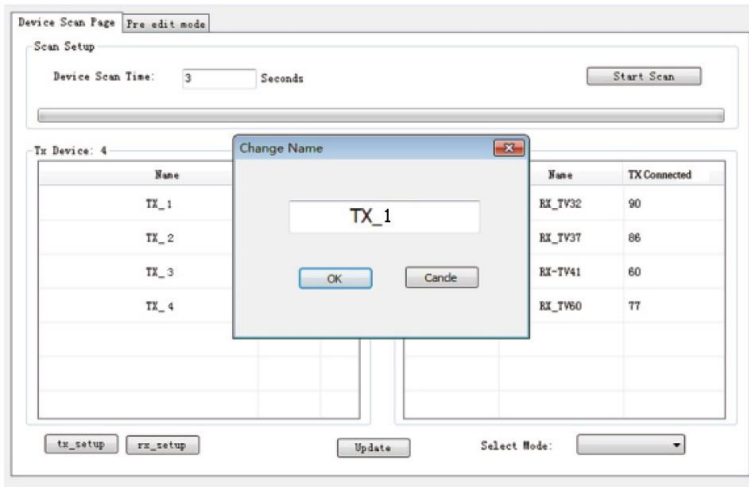 Device Scan Page Pre edit mode
Scan Setup
Device Scan Time: 3 Seconds Start Scan
Tx Device: 4
Change Name
Name Name TX Connected
TX_1 RX_TV32 90
TX_1
TX_2 RX_TV37 86
TX_3 RX-TV41 60
OK Cancle
TX_4 RX_TV60 77
tx_setup rx_setup Update Select Mode: